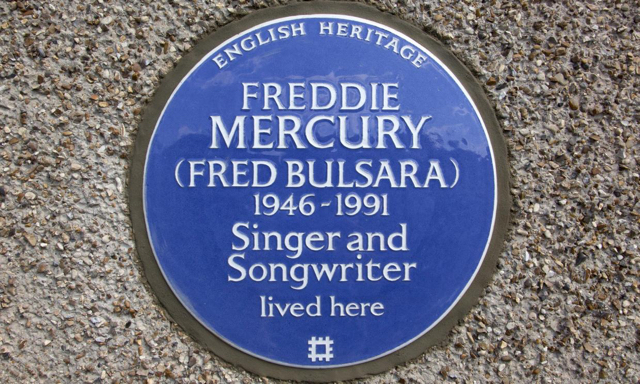 ENGLISH HERITAGE
FREDDIE
MERCURY
(FRED BULSARA)
1946-1991
Singer and
Songwriter
lived here